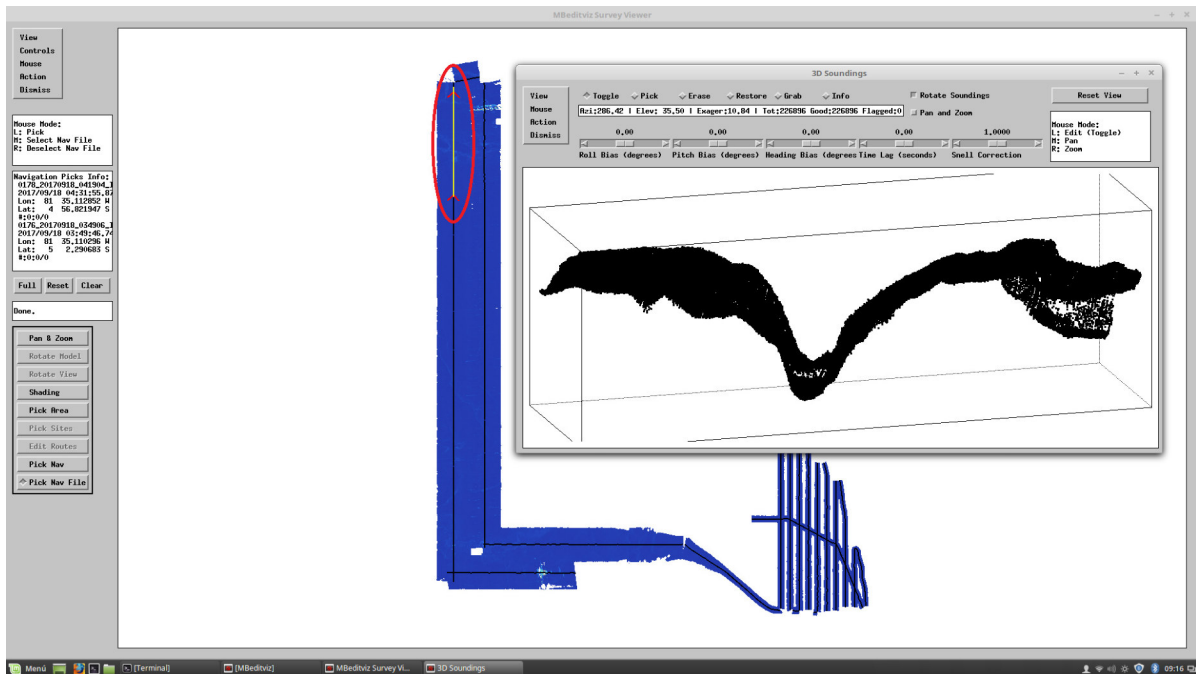 MBeditviz Survey Viewer
View
Controls
Mouse
Action
Dismiss
Mouse Mode:
L: Pick
M: Select Nav File
R: Deselect Nav File
Navigation Picks Info:
0178_20170918_041904_
2017/09/18 04:31:55.87
Lon: 81 35.112852 W
Lat: 4 56.821947 S
#:0:0/0
0176_20170918_034906_
2017/09/18 03:49:46.74
Lon: 81 35.110296 W
Lat: 5 2.290683 S
#:0:0/0
Full Reset Clear
Done.
Pan & Zoom
Rotate Model
Rotate View
Shading
Pick Area
Pick Sites
Edit Routes
Pick Nav
Pick Nav File
3D Soundings
View
Mouse
Action
Dismiss
Toggle Pick Erase Restore Grab Info
Azi:286.42 | Elev: 35.50 | Exager:10.84 | Tot:226896 Good:226896 Flagged:0
Rotate Soundings
Pan and Zoom
Reset View
Mouse Mode:
L: Edit (Toggle)
M: Pan
R: Zoom
0.00 0.00 0.00 0.00 1.0000
Roll Bias (degrees) Pitch Bias (degrees) Heading Bias (degrees Time Lag (seconds) Snell Correction
Menú [Terminal] [MBeditviz] MBeditviz Survey Vi... 3D Soundings 09:16